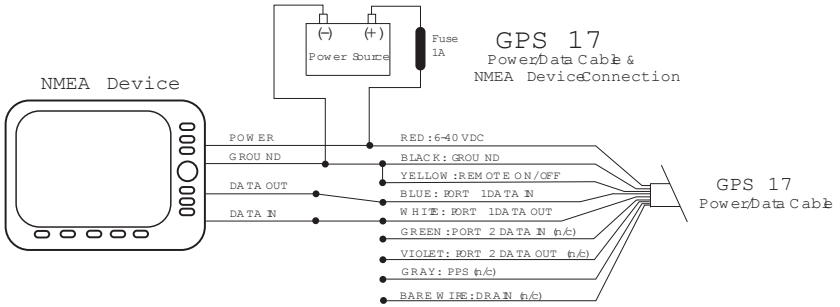 (-) (+)
Power Source
Fuse
1A
GPS 17
Power/Data Cable &
NMEA Device Connection
NMEA Device
POWER
GROUND
DATA OUT
DATA IN
RED: 6-40 VDC
BLACK: GROUND
YELLOW: REMOTE ON/OFF
BLUE: PORT 1 DATA IN
WHITE: PORT 1 DATA OUT
GREEN: PORT 2 DATA IN (n/c)
VIOLET: PORT 2 DATA OUT (n/c)
GRAY: PPS (n/c)
BARE WIRE: DRAIN (n/c)
GPS 17
Power/Data Cable